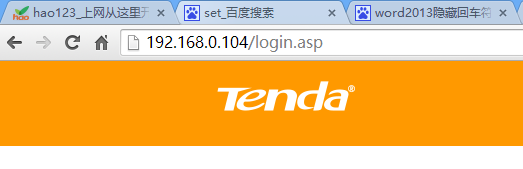 hao123_上网从这里开
set_百度搜索
word2013隐藏回车符
192.168.0.104/login.asp
Tenda®